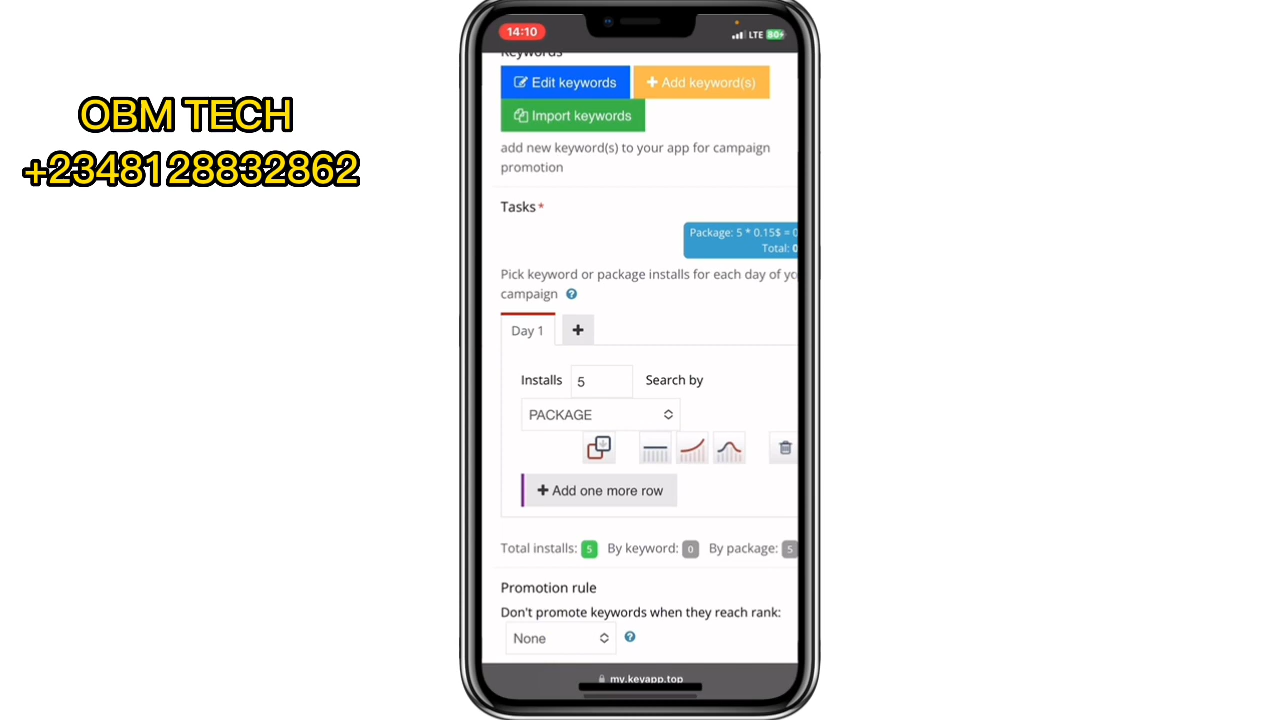 OBM TECH
+2348128832862
14:10
LTE 80+
Keywords
Edit keywords
Add keyword(s)
Import keywords
add new keyword(s) to your app for campaign
promotion
Tasks *
Package: 5 * 0.15$ = 0
Total: 0
Pick keyword or package installs for each day of yo
campaign ?
Day 1 +
Installs 5 Search by
PACKAGE
+ Add one more row
Total installs: 5 By keyword: 0 By package: 5
Promotion rule
Don't promote keywords when they reach rank:
None ?
my.keyapp.top